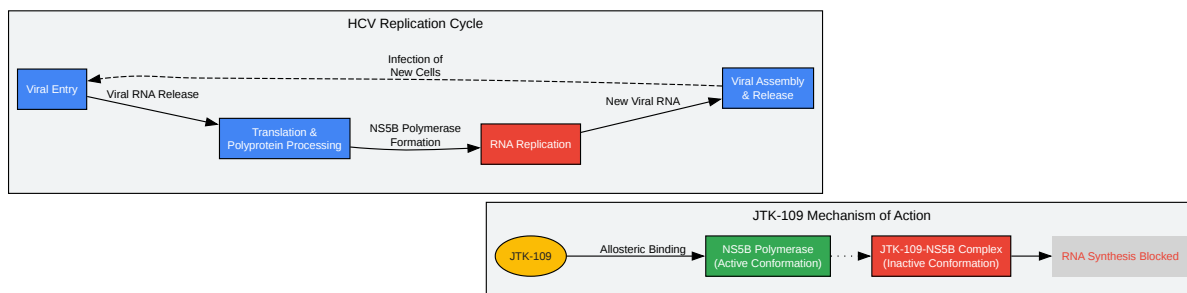 HCV Replication Cycle
Infection of
New Cells
Viral Entry
Viral RNA Release
Translation &
Polyprotein Processing
NS5B Polymerase
Formation
RNA Replication
New Viral RNA
Viral Assembly
& Release
JTK-109 Mechanism of Action
JTK-109
Allosteric Binding
NS5B Polymerase
(Active Conformation)
JTK-109-NS5B Complex
(Inactive Conformation)
RNA Synthesis Blocked